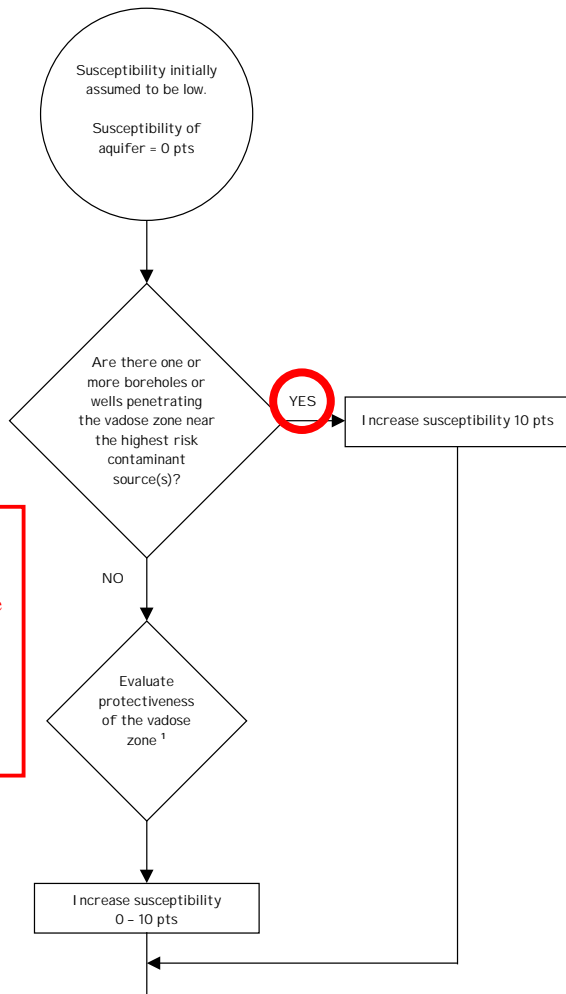 Susceptibility initially
assumed to be low.
Susceptibility of
aquifer = 0 pts
Are there one or
more boreholes or
wells penetrating
the vadose zone near
the highest risk
contaminant
source(s)?
YES
Increase susceptibility 10 pts
NO
Evaluate
protectiveness
of the vadose
zone ¹
Increase susceptibility
0 – 10 pts